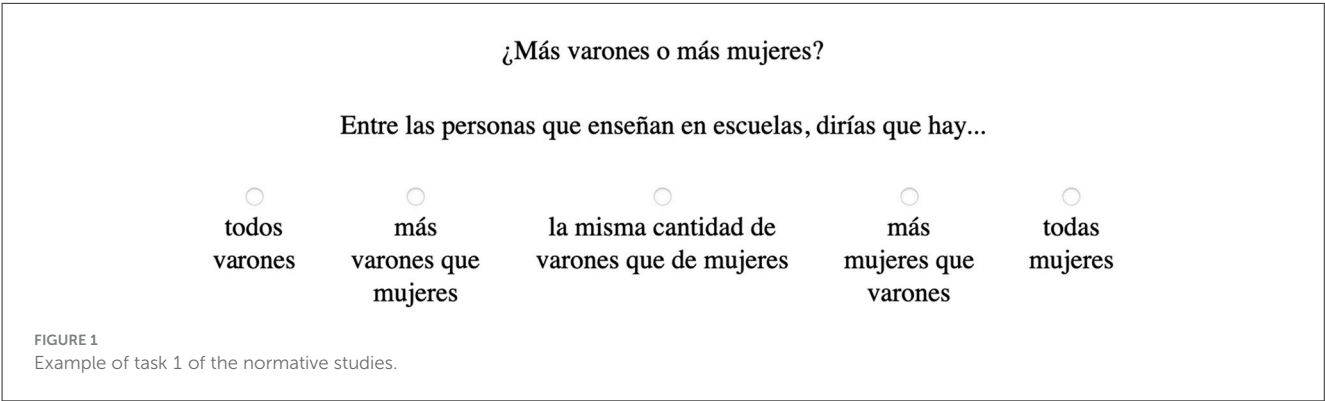 ¿Más varones o más mujeres?
Entre las personas que enseñan en escuelas, dirías que hay...
todos varones
más varones que mujeres
la misma cantidad de varones que de mujeres
más mujeres que varones
todas mujeres
FIGURE 1
Example of task 1 of the normative studies.